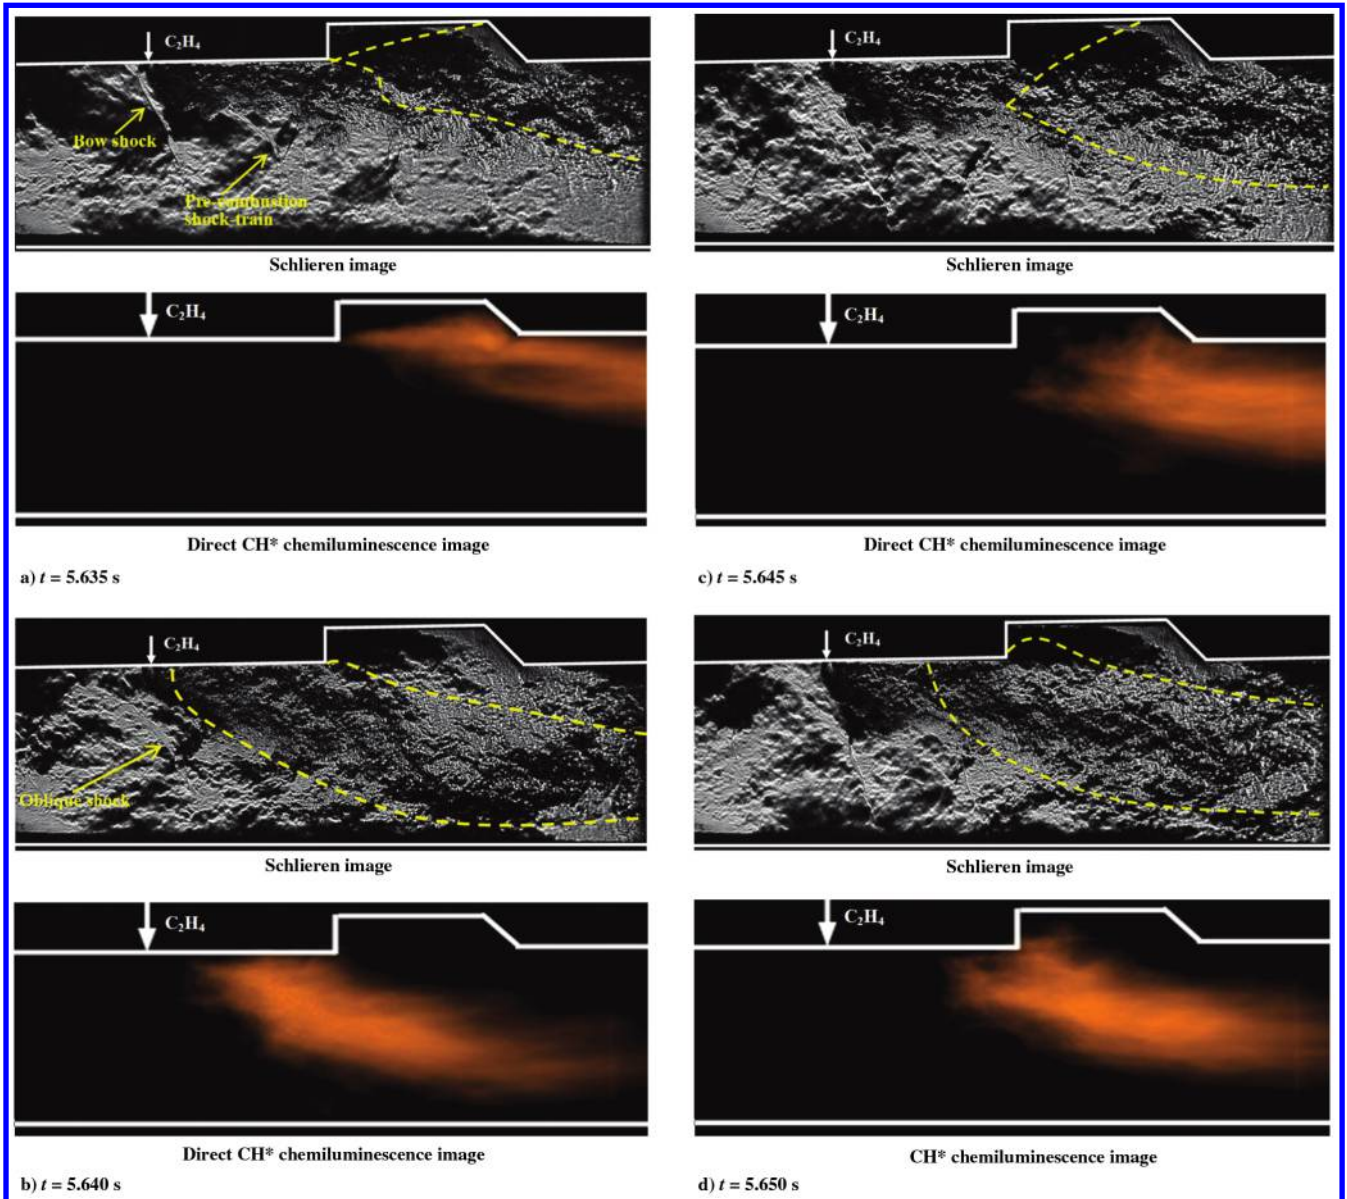 C₂H₄
Bow shock
Pre-combustion
shock-train
Schlieren image
C₂H₄
Direct CH* chemiluminescence image
a) t = 5.635 s
C₂H₄
Oblique shock
Schlieren image
C₂H₄
Direct CH* chemiluminescence image
b) t = 5.640 s
C₂H₄
Schlieren image
C₂H₄
Direct CH* chemiluminescence image
c) t = 5.645 s
C₂H₄
Schlieren image
C₂H₄
CH* chemiluminescence image
d) t = 5.650 s